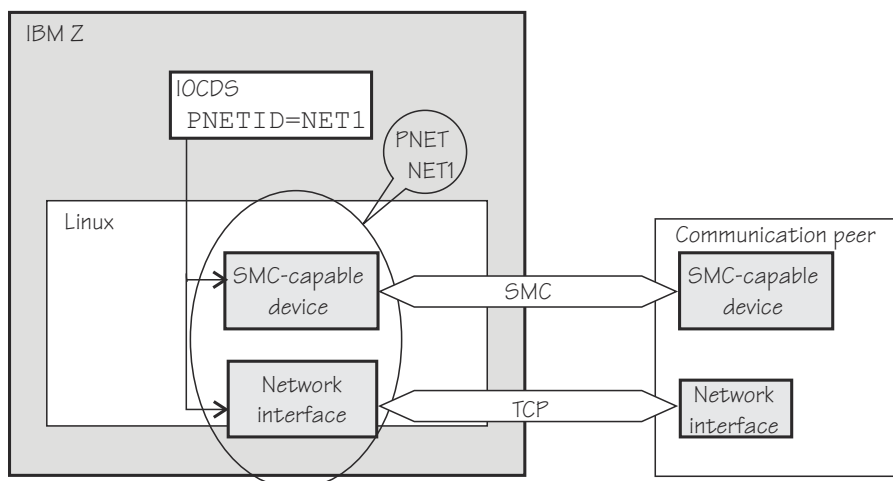 IBM Z
IOCDS
PNETID=NET1
PNET
NET1
Linux
Communication peer
SMC-capable
device
SMC
SMC-capable
device
Network
interface
TCP
Network
interface